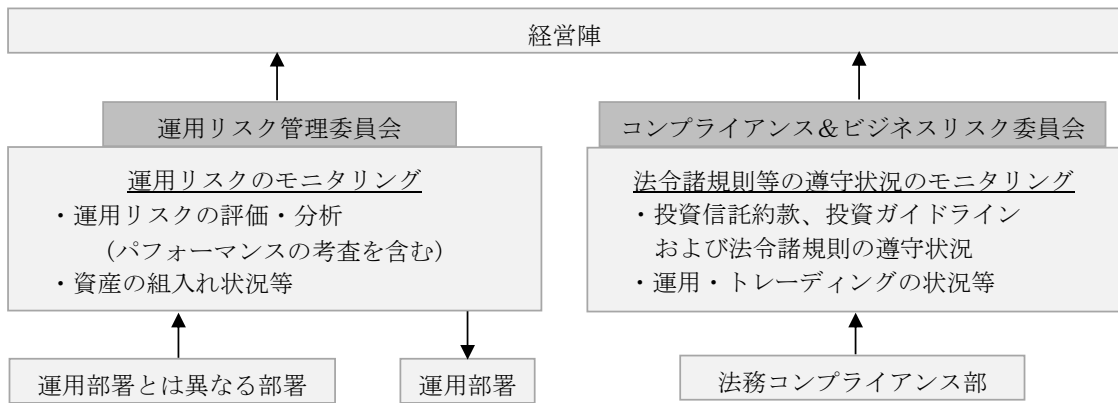 経営陣
運用リスク管理委員会
運用リスクのモニタリング
・運用リスクの評価・分析
(パフォーマンスの考査を含む)
・資産の組入れ状況等
運用部署とは異なる部署
運用部署
コンプライアンス＆ビジネスリスク委員会
法令諸規則等の遵守状況のモニタリング
・投資信託約款、投資ガイドライン
および法令諸規則の遵守状況
・運用・トレーディングの状況等
法務コンプライアンス部